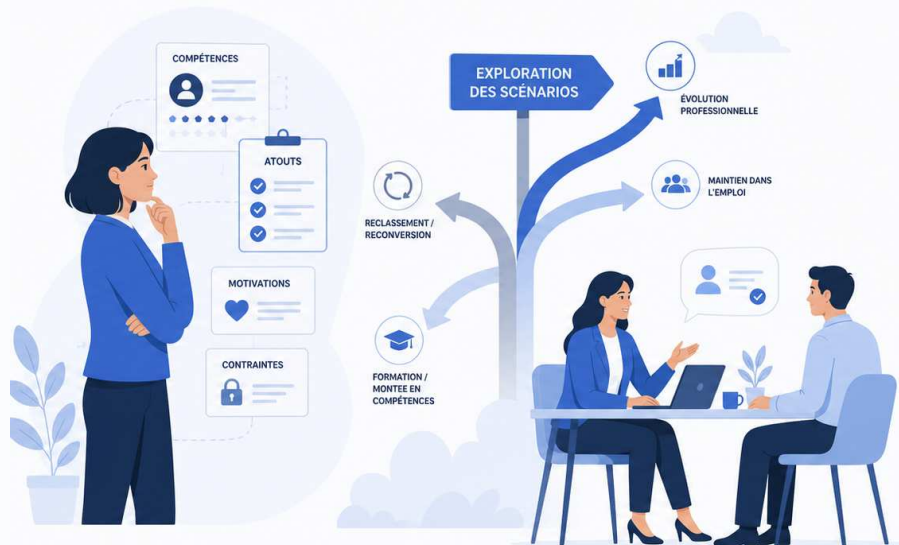 COMPÉTENCES
ATOUTS
MOTIVATIONS
CONTRAINTES
EXPLORATION
DES SCÉNARIOS
ÉVOLUTION
PROFESSIONNELLE
MAINTIEN DANS
L'EMPLOI
RECLASSEMENT /
RECONVERSION
FORMATION /
MONTEE EN
COMPÉTENCES